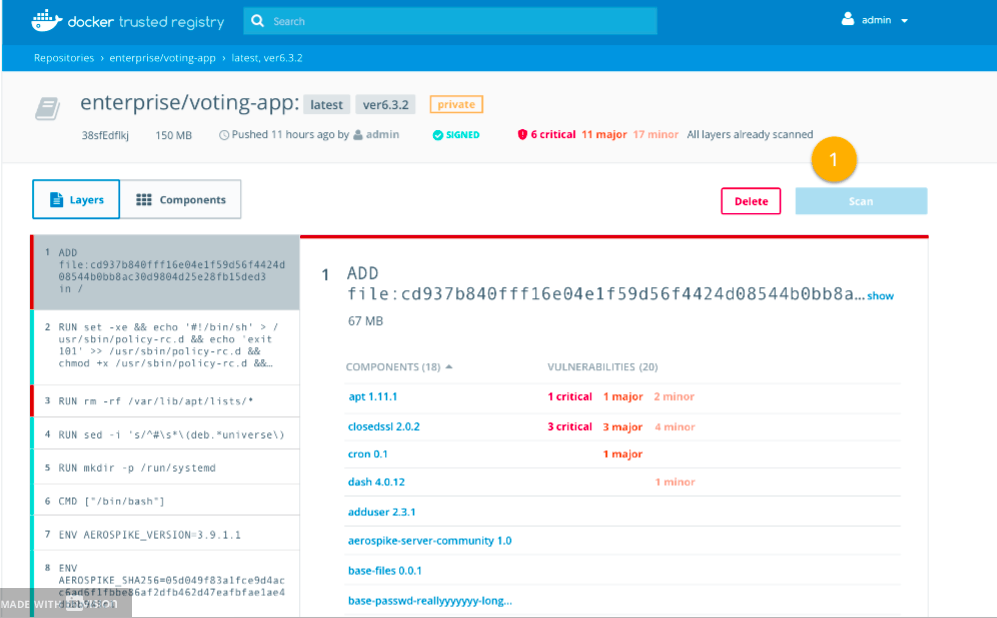 docker trusted registry
Search
admin
Repositories › enterprise/voting-app › latest, ver6.3.2
enterprise/voting-app: latest ver6.3.2 private
38sfEdflkj 150 MB Pushed 11 hours ago by admin SIGNED 6 critical 11 major 17 minor All layers already scanned
1
Layers Components Delete Scan
1 ADD
file:cd937b840fff16e04e1f59d56f4424d
08544b0bb8ac30d9804d25e28fb15ded3
in /
2 RUN set -xe && echo '#!/bin/sh' > /
usr/sbin/policy-rc.d && echo 'exit
101' >> /usr/sbin/policy-rc.d &&
chmod +x /usr/sbin/policy-rc.d &&…
3 RUN rm -rf /var/lib/apt/lists/*
4 RUN sed -i 's/^#\s*\(deb.*universe\)
5 RUN mkdir -p /run/systemd
6 CMD ["/bin/bash"]
7 ENV AEROSPIKE_VERSION=3.9.1.1
8 ENV
AEROSPIKE_SHA256=05d049f83a1fce9d4ac
c6ad6f1fbbe86af2dfb462d47eafbfae1ae4
MADE WITH
1 ADD
file:cd937b840fff16e04e1f59d56f4424d08544b0bb8a… show
67 MB
COMPONENTS (18) VULNERABILITIES (20)
apt 1.11.1 1 critical 1 major 2 minor
closedssl 2.0.2 3 critical 3 major 4 minor
cron 0.1 1 major
dash 4.0.12 1 minor
adduser 2.3.1
aerospike-server-community 1.0
base-files 0.0.1
base-passwd-reallyyyyyyy-long...